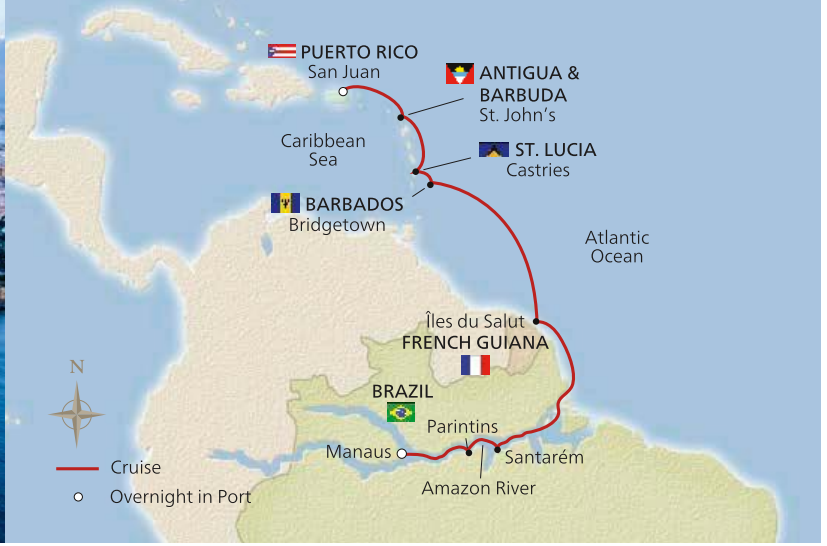 PUERTO RICO
San Juan
ANTIGUA &
BARBUDA
St. John's
Caribbean
Sea
ST. LUCIA
Castries
BARBADOS
Bridgetown
Atlantic
Ocean
Îles du Salut
FRENCH GUIANA
BRAZIL
Parintins
Manaus
Santarém
Amazon River
N
Cruise
Overnight in Port